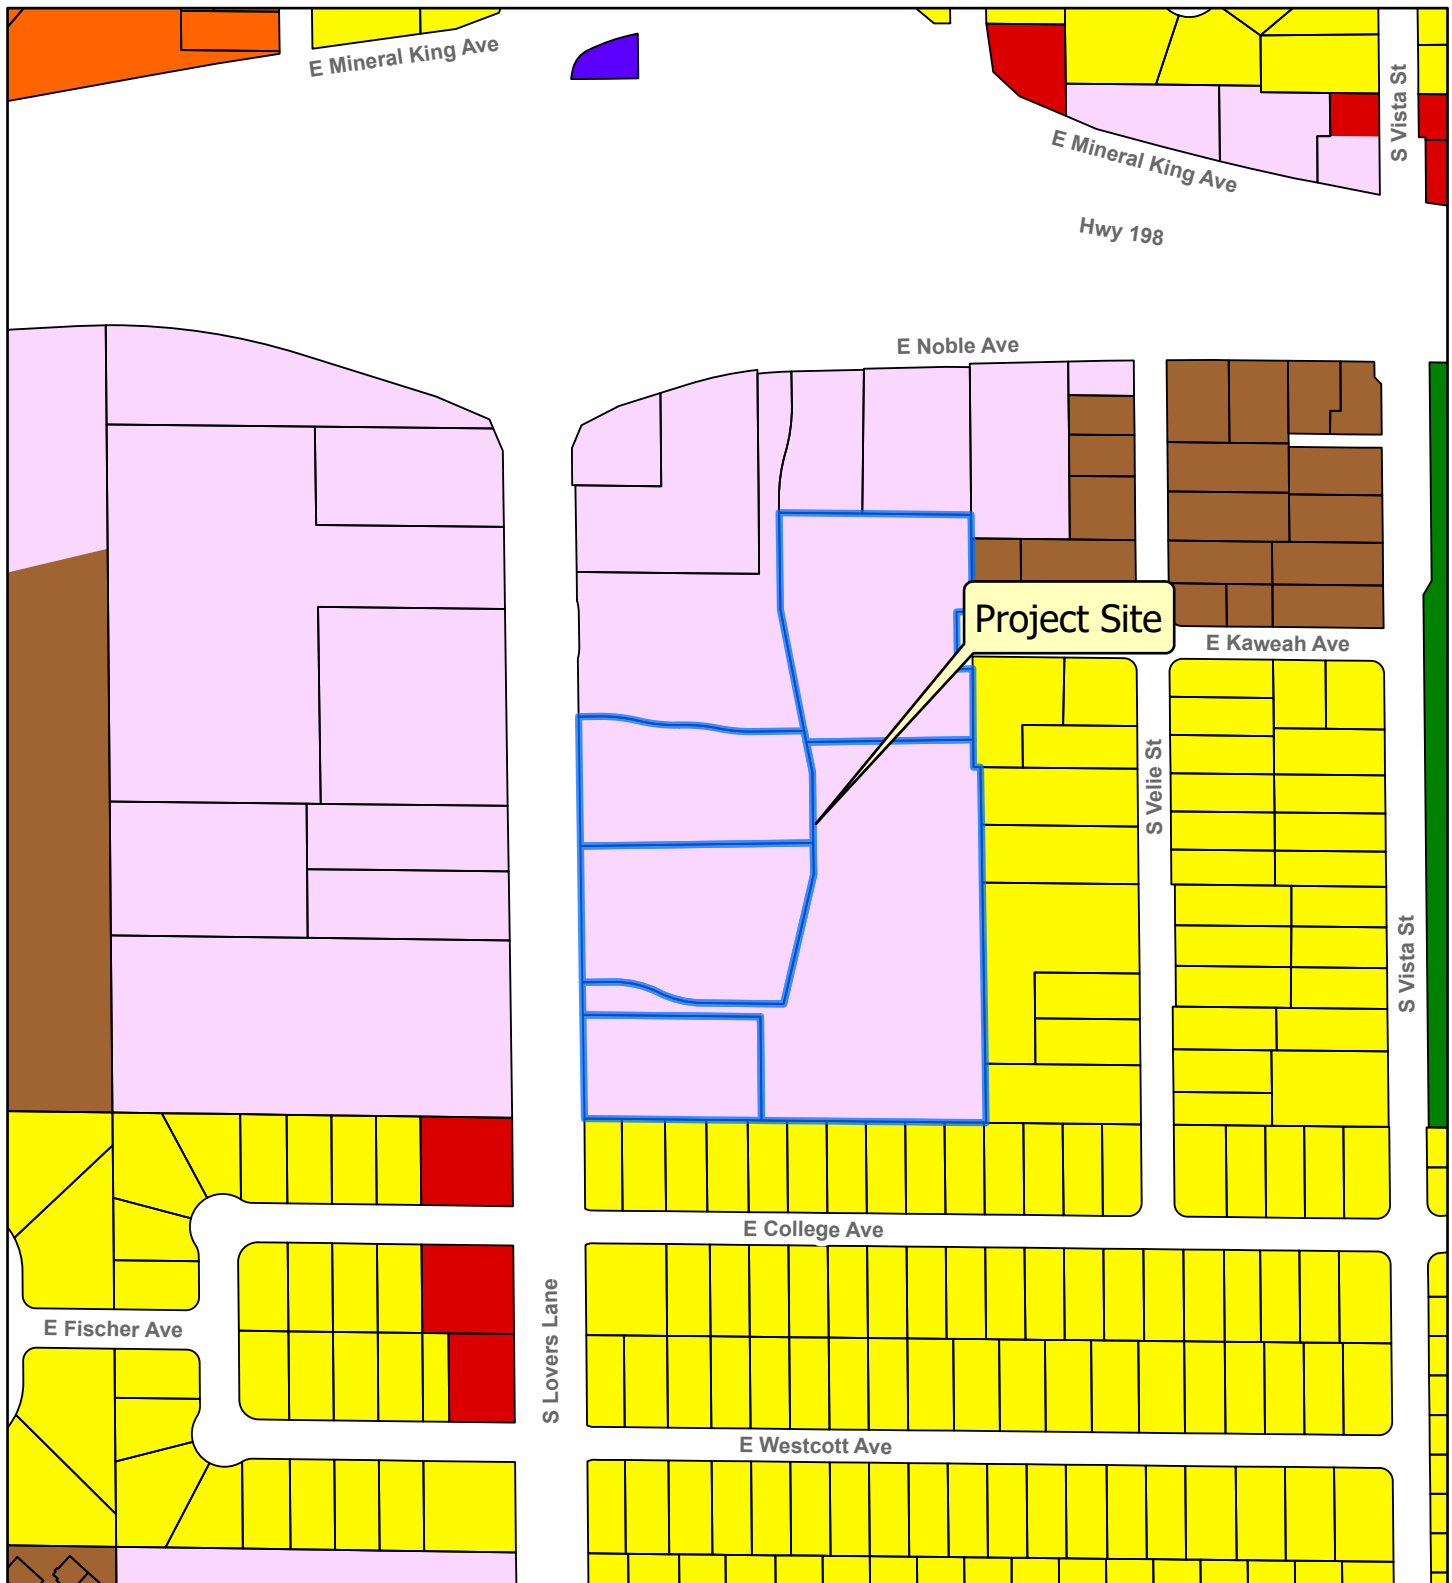 E Mineral King Ave
S Vista St
E Mineral King Ave
Hwy 198
E Noble Ave
Project Site
E Kaweah Ave
S Velie St
S Vista St
E College Ave
S Lovers Lane
E Fischer Ave
E Westcott Ave